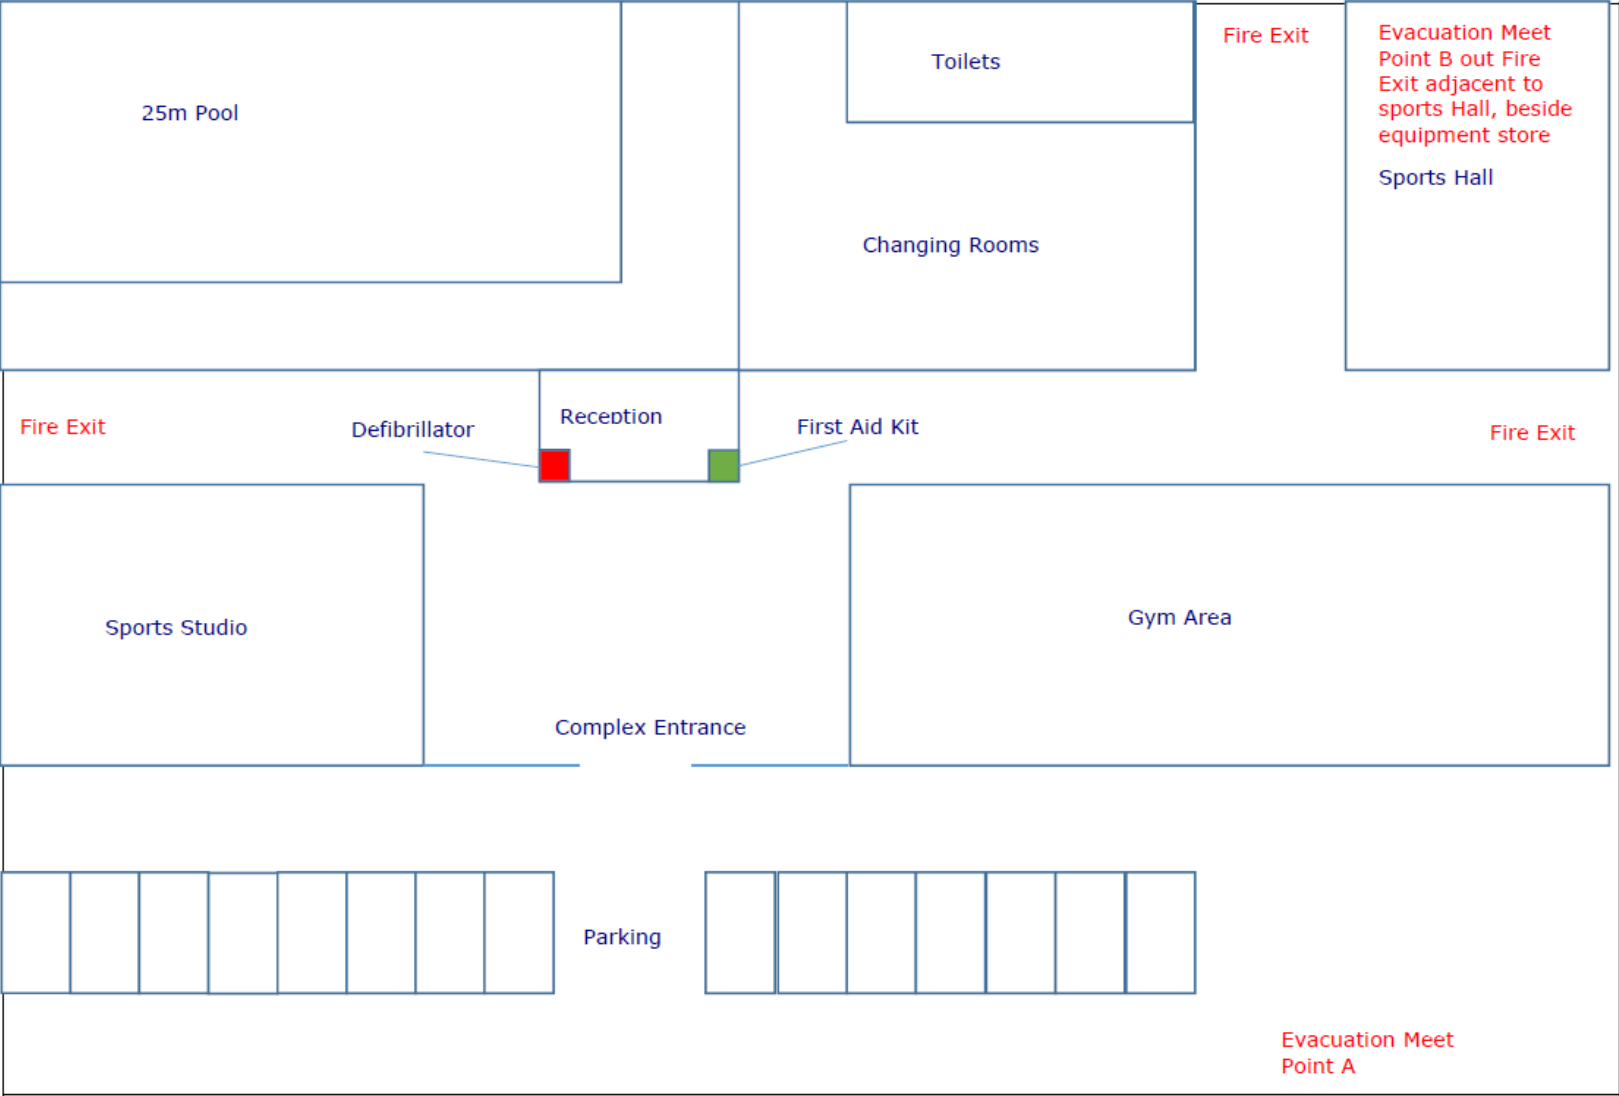 Toilets
Fire Exit
Evacuation Meet
Point B out Fire
Exit adjacent to
sports Hall, beside
equipment store
25m Pool
Sports Hall
Changing Rooms
Fire Exit
Defibrillator
Reception
First Aid Kit
Fire Exit
Sports Studio
Gym Area
Complex Entrance
Parking
Evacuation Meet
Point A